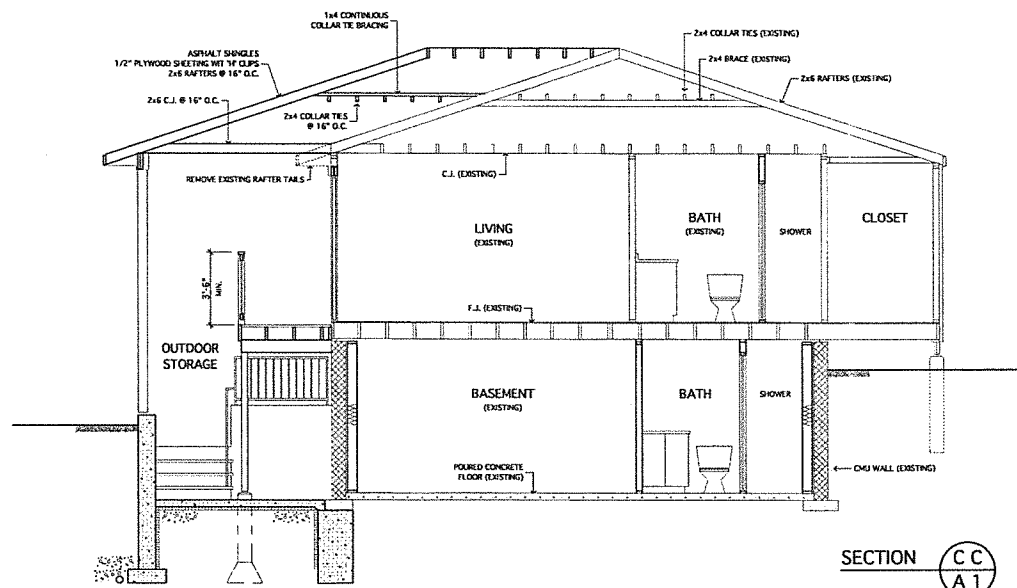 1x4 CONTINUOUS
COLLAR TIE BRACING
2x4 COLLAR TIES (EXISTING)
ASPHALT SHINGLES
1/2" PLYWOOD SHEETING WIT 'H' CLIPS
2x6 RAFTERS @ 16" O.C.
2x4 BRACE (EXISTING)
2x6 RAFTERS (EXISTING)
2x6 C.J. @ 16" O.C.
2x4 COLLAR TIES
@ 16" O.C.
REMOVE EXISTING RAFTER TAILS
C.J. (EXISTING)
LIVING
(EXISTING)
BATH
(EXISTING)
SHOWER
CLOSET
3'-6"
MIN.
F.J. (EXISTING)
OUTDOOR
STORAGE
BASEMENT
(EXISTING)
BATH
SHOWER
POURED CONCRETE
FLOOR (EXISTING)
CMU WALL (EXISTING)
SECTION
C C
A 1